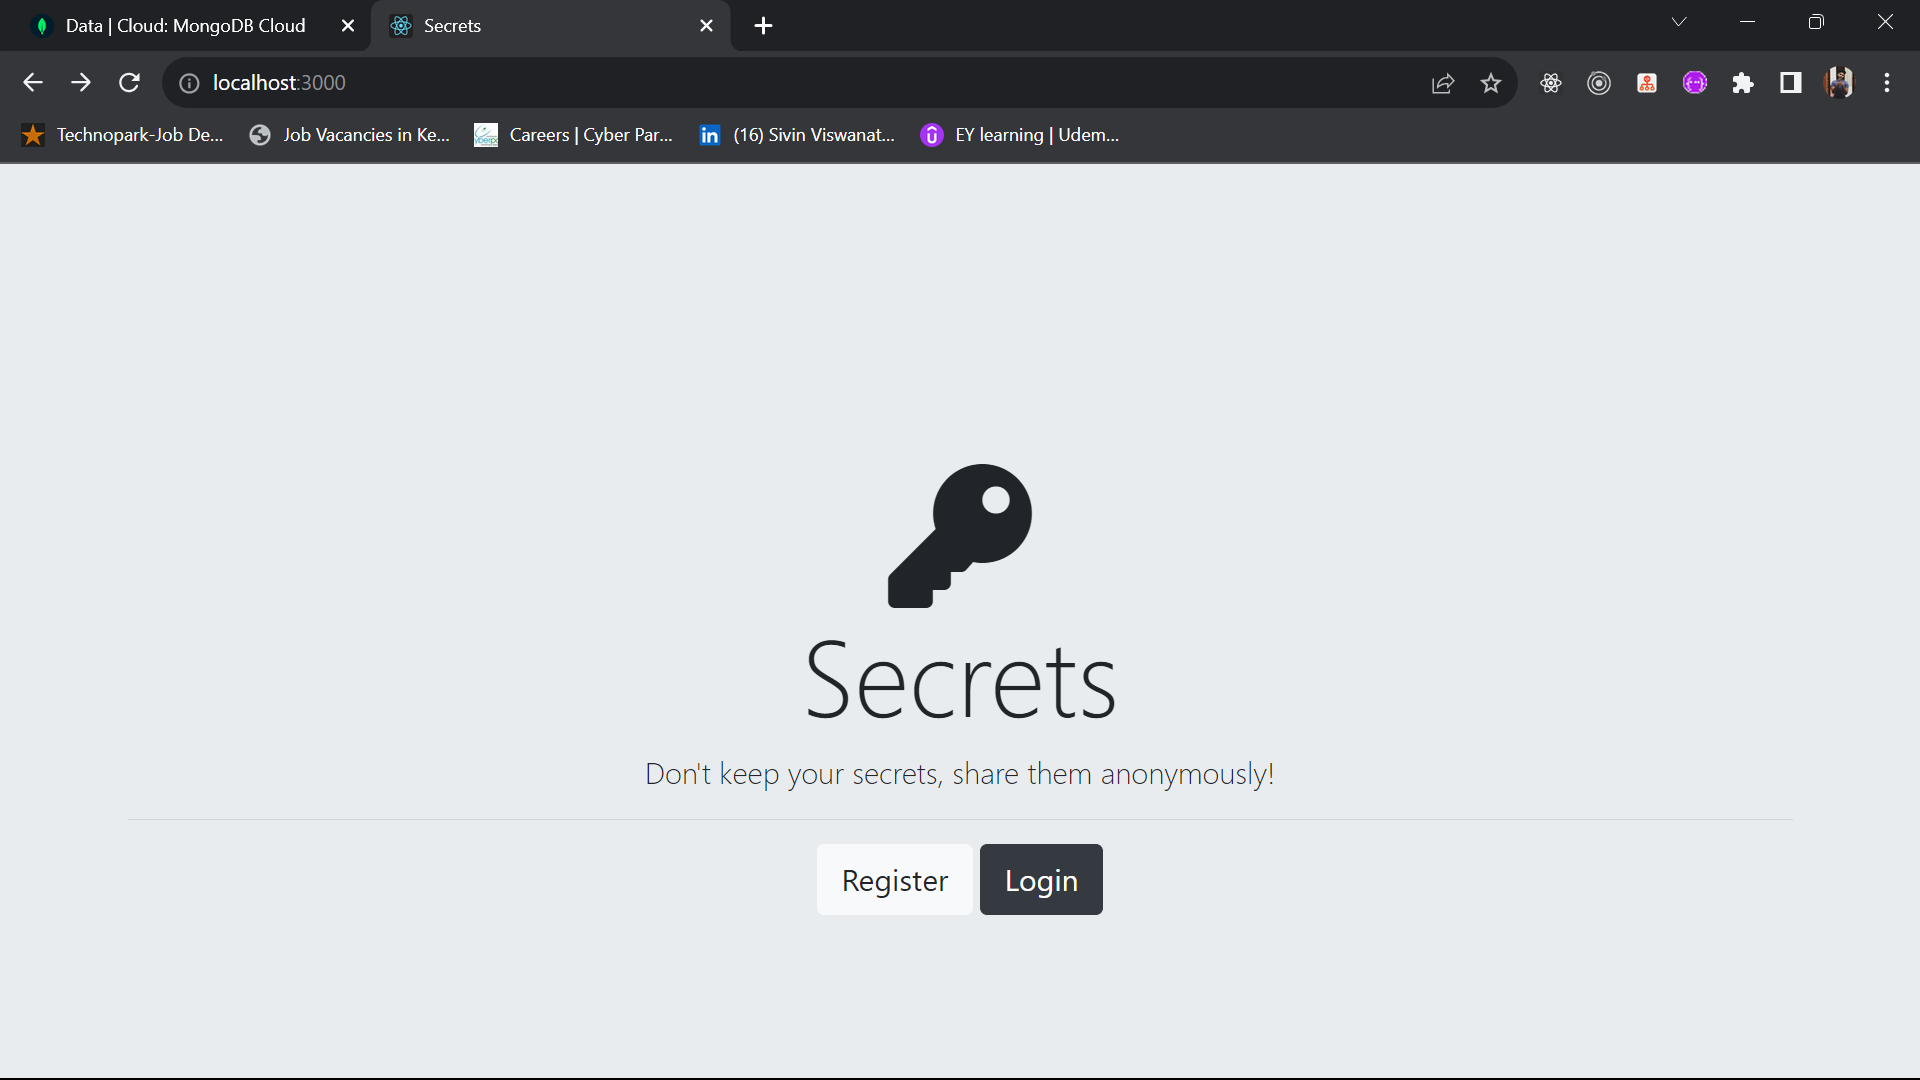 Data | Cloud: MongoDB Cloud
Secrets
localhost:3000
Technopark-Job De...
Job Vacancies in Ke...
Careers | Cyber Par...
(16) Sivin Viswanat...
EY learning | Udem...
Secrets
Don't keep your secrets, share them anonymously!
Register Login